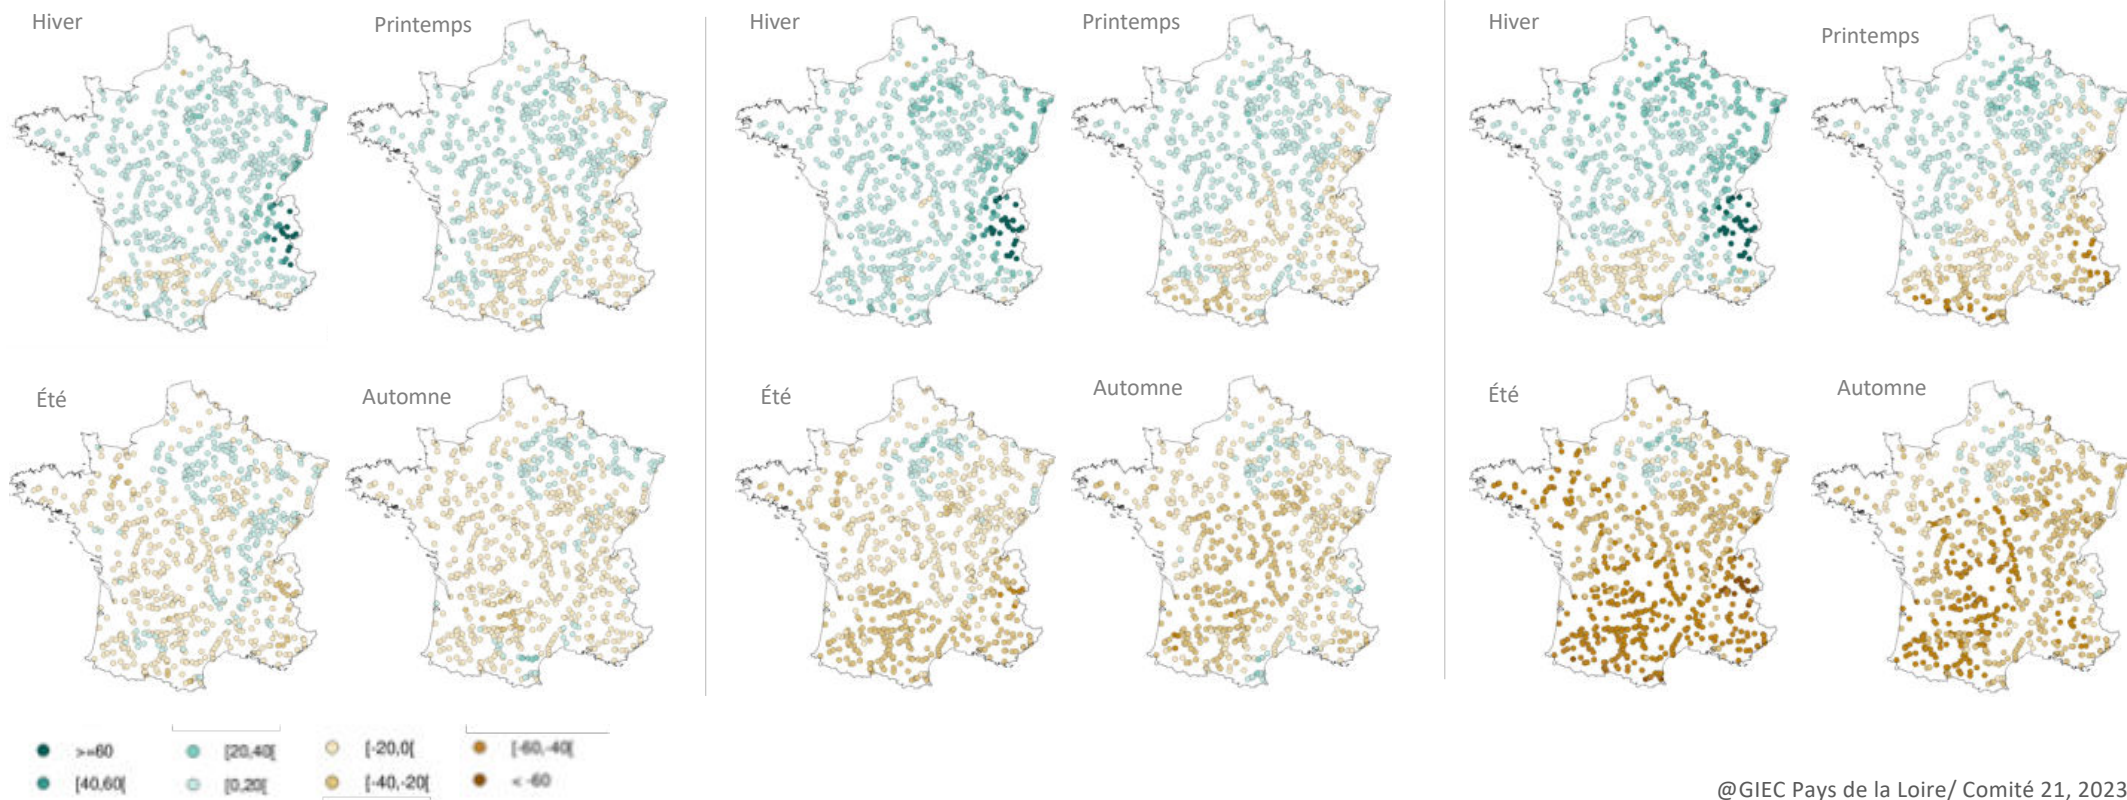 Hiver
Printemps
Hiver
Printemps
Hiver
Printemps
Été
Automne
Été
Automne
Été
Automne
>=60
[20,40[
[-20,0[
[-60,-40[
[40,60[
[0,20[
[-40,-20[
< -60
@GIEC Pays de la Loire/ Comité 21, 2023